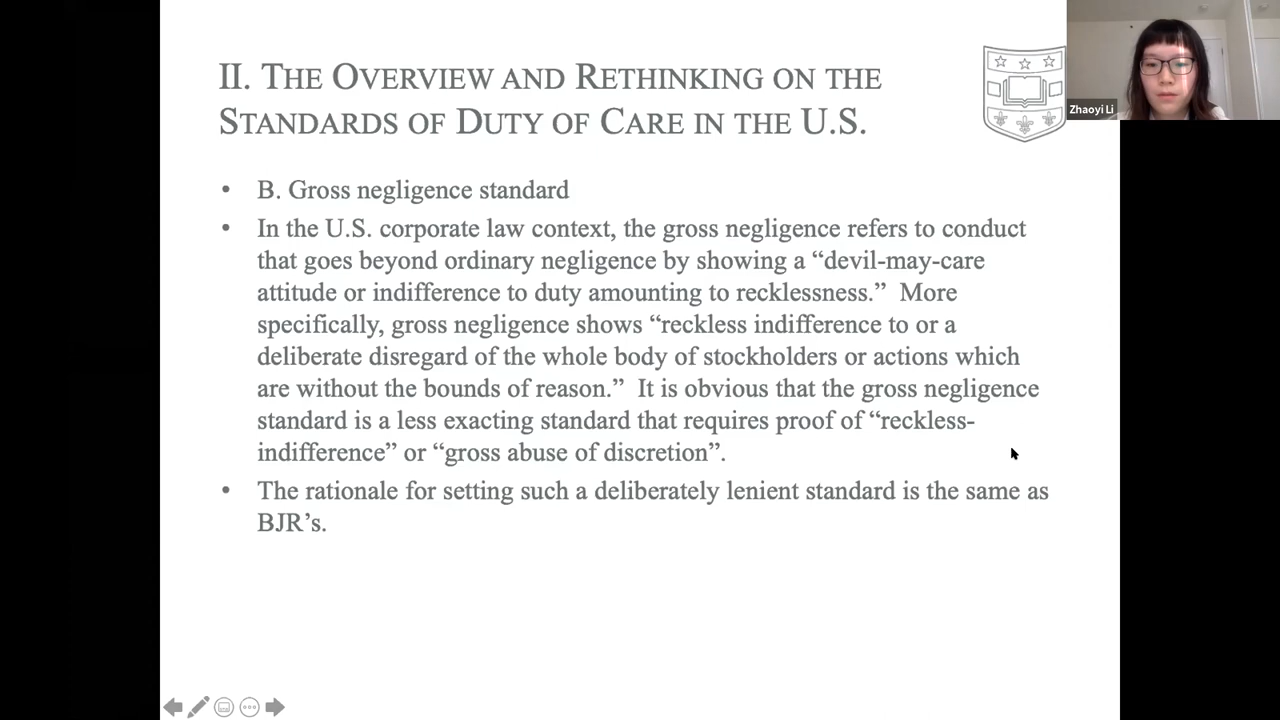 II. THE OVERVIEW AND RETHINKING ON THE
STANDARDS OF DUTY OF CARE IN THE U.S.
Zhaoyi Li
• B. Gross negligence standard
• In the U.S. corporate law context, the gross negligence refers to conduct
that goes beyond ordinary negligence by showing a “devil-may-care
attitude or indifference to duty amounting to recklessness.”  More
specifically, gross negligence shows “reckless indifference to or a
deliberate disregard of the whole body of stockholders or actions which
are without the bounds of reason.”  It is obvious that the gross negligence
standard is a less exacting standard that requires proof of “reckless-
indifference” or “gross abuse of discretion”.
• The rationale for setting such a deliberately lenient standard is the same as
BJR’s.